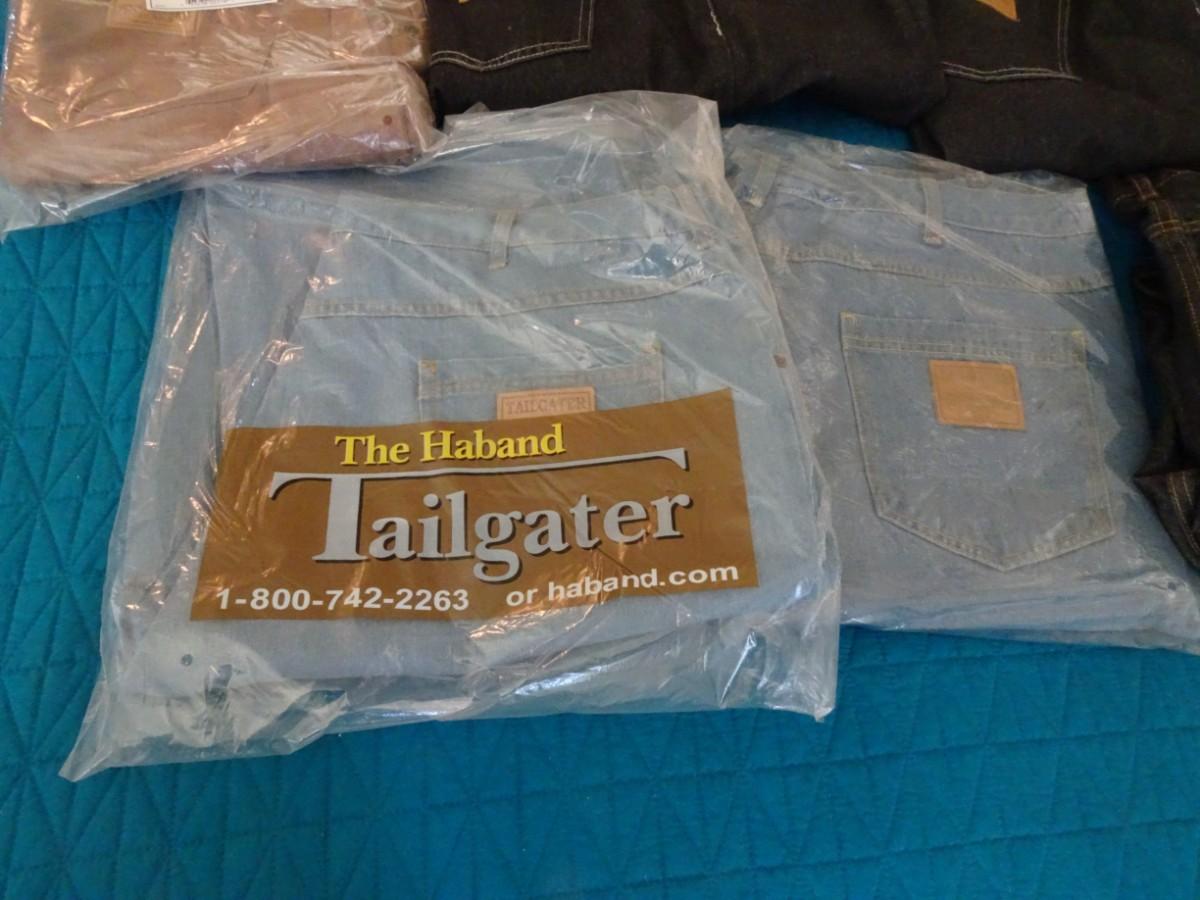 TAILGATER
The Haband
Tailgater
1-800-742-2263 or haband.com